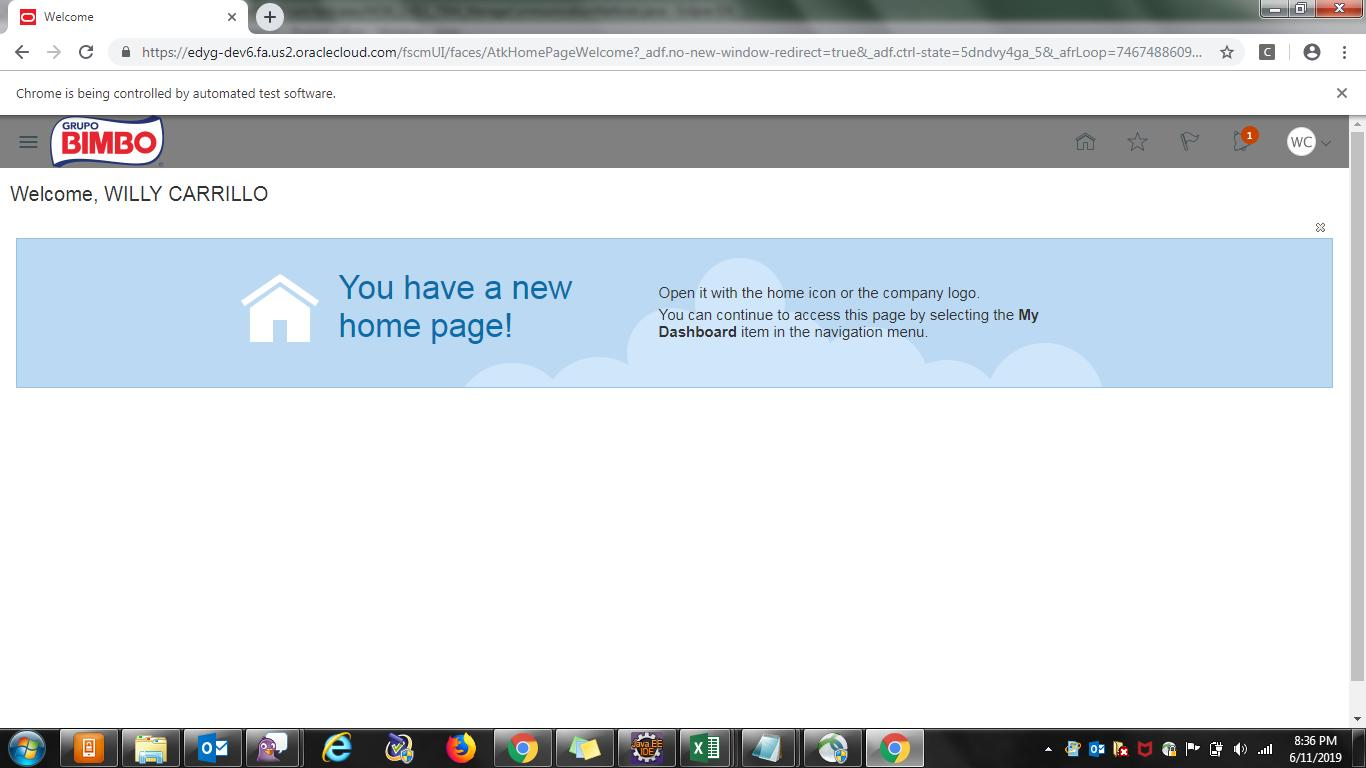 Welcome
https://edyg-dev6.fa.us2.oraclecloud.com/fscmUI/faces/AtkHomePageWelcome?_adf.no-new-window-redirect=true&_adf.ctrl-state=5dndvy4ga_5&_afrLoop=7467488609...
C
Chrome is being controlled by automated test software.
GRUPO
BIMBO
1
WC
Welcome, WILLY CARRILLO
You have a new
home page!
Open it with the home icon or the company logo.
You can continue to access this page by selecting the My
Dashboard item in the navigation menu.
Java EE
IDE
8:36 PM
6/11/2019